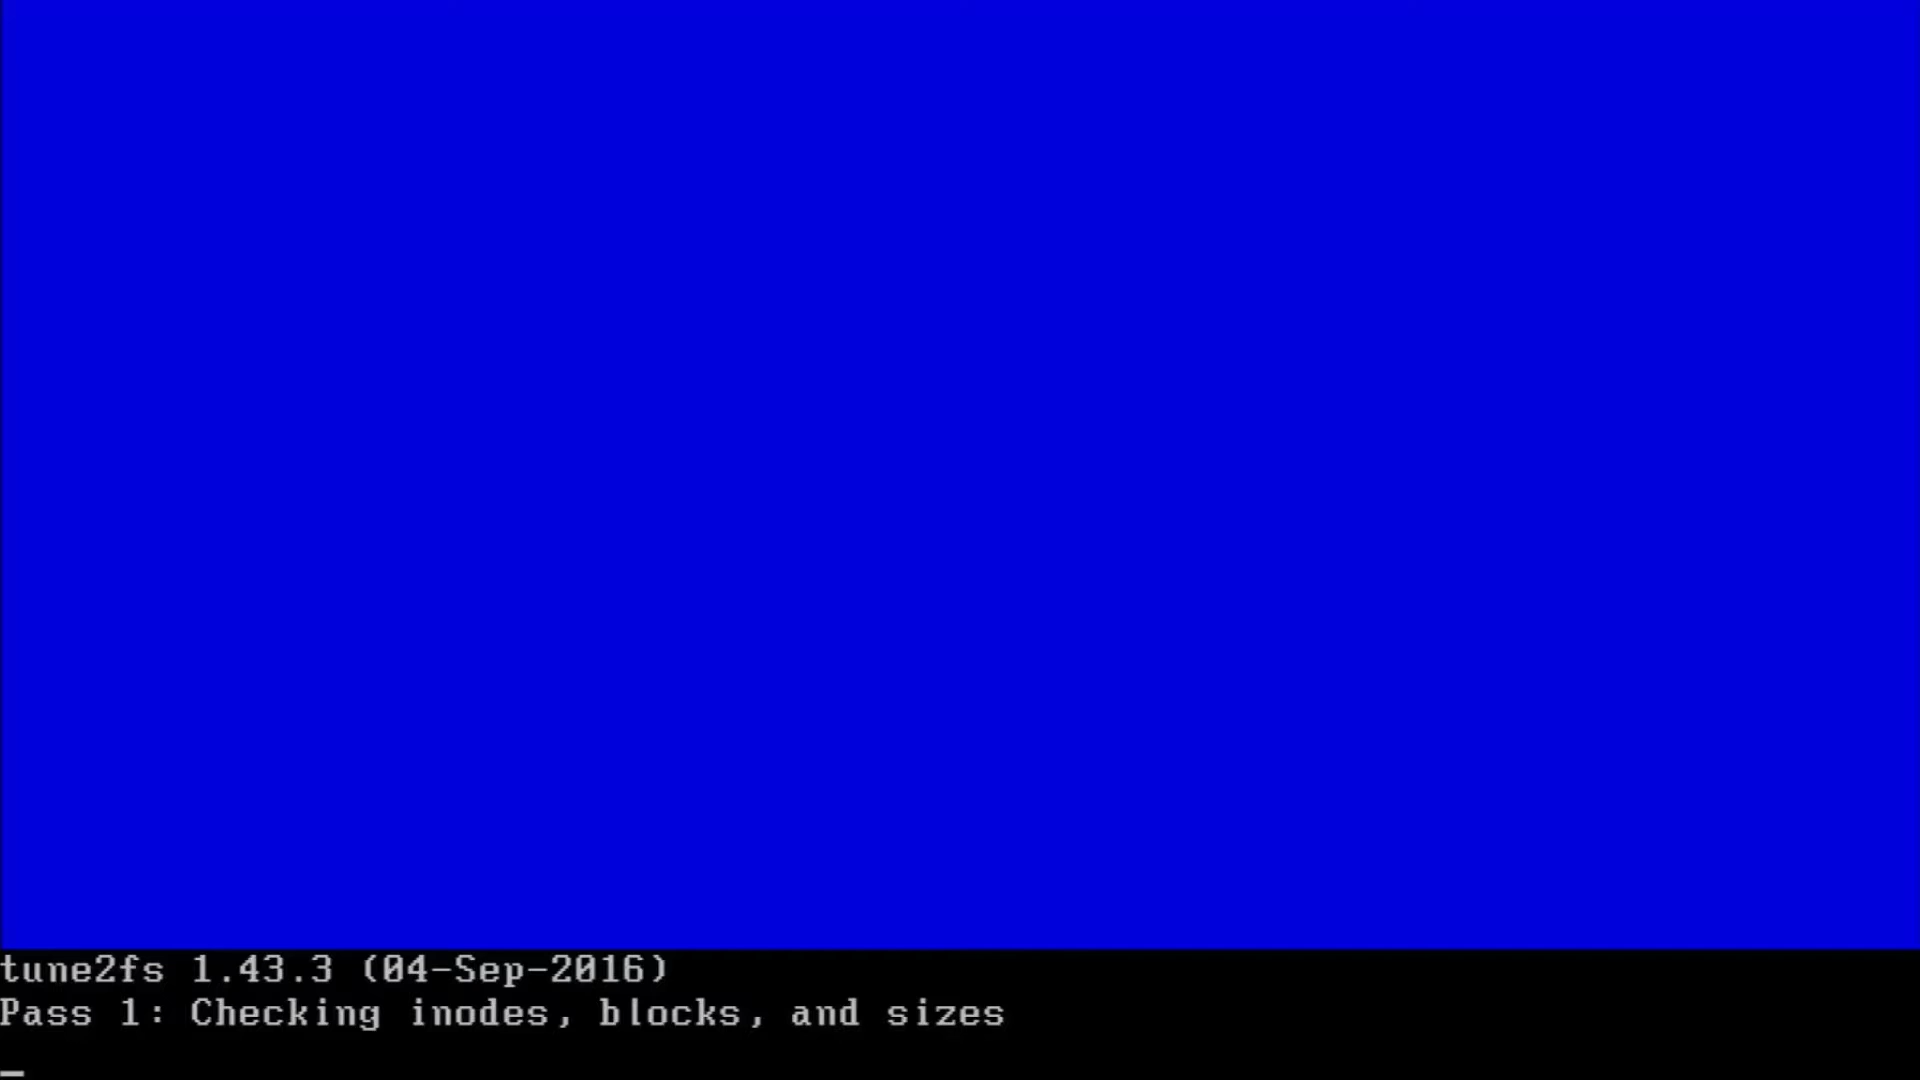 tune2fs 1.43.3 (04-Sep-2016)
Pass 1: Checking inodes, blocks, and sizes